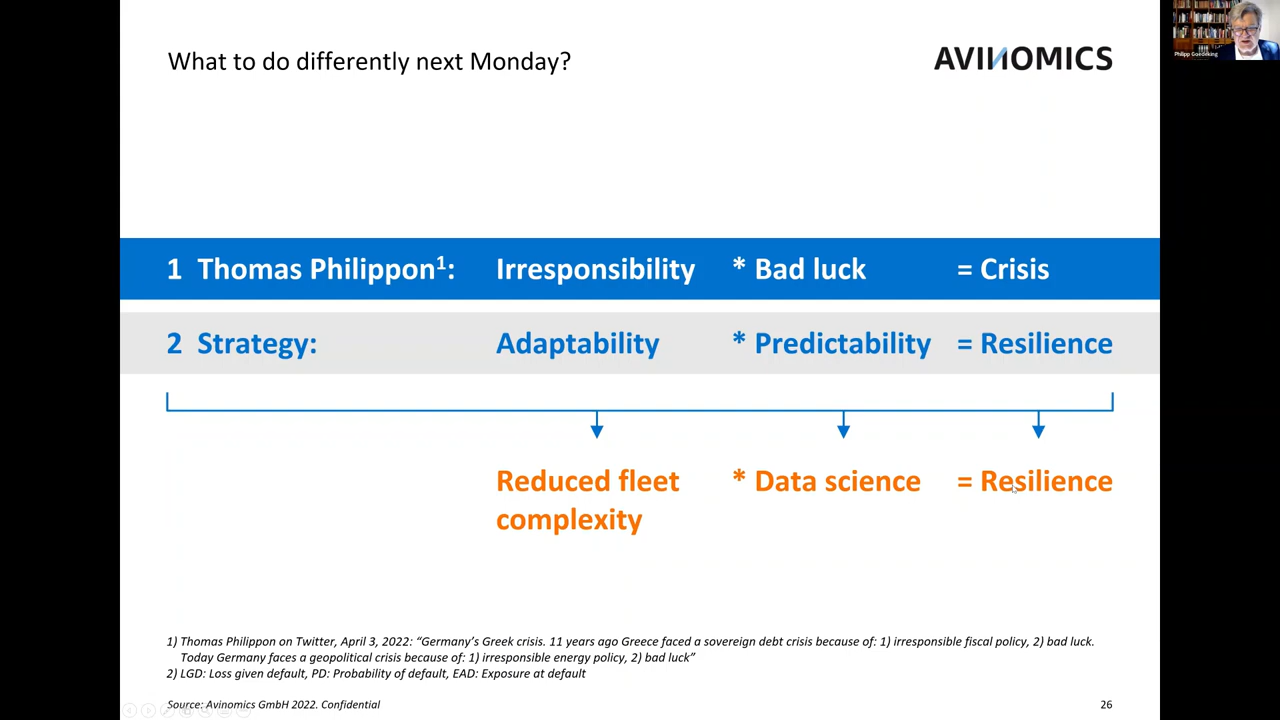 What to do differently next Monday?
AVINOMICS
Philipp Goedeking
1 Thomas Philippon1: Irresponsibility * Bad luck = Crisis
2 Strategy: Adaptability * Predictability = Resilience
Reduced fleet * Data science = Resilience
complexity
1) Thomas Philippon on Twitter, April 3, 2022: “Germany’s Greek crisis. 11 years ago Greece faced a sovereign debt crisis because of: 1) irresponsible fiscal policy, 2) bad luck.
Today Germany faces a geopolitical crisis because of: 1) irresponsible energy policy, 2) bad luck”
2) LGD: Loss given default, PD: Probability of default, EAD: Exposure at default
Source: Avinomics GmbH 2022. Confidential
26